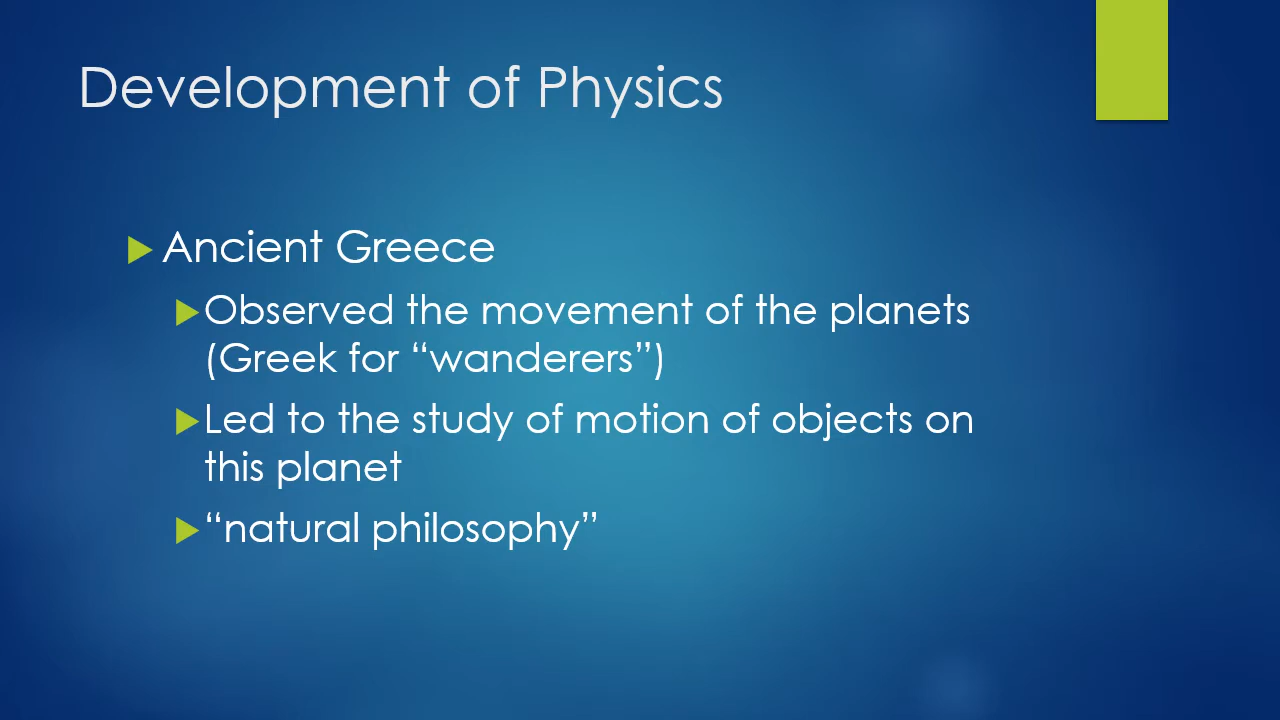 Development of Physics
Ancient Greece
Observed the movement of the planets
(Greek for “wanderers”)
Led to the study of motion of objects on
this planet
“natural philosophy”